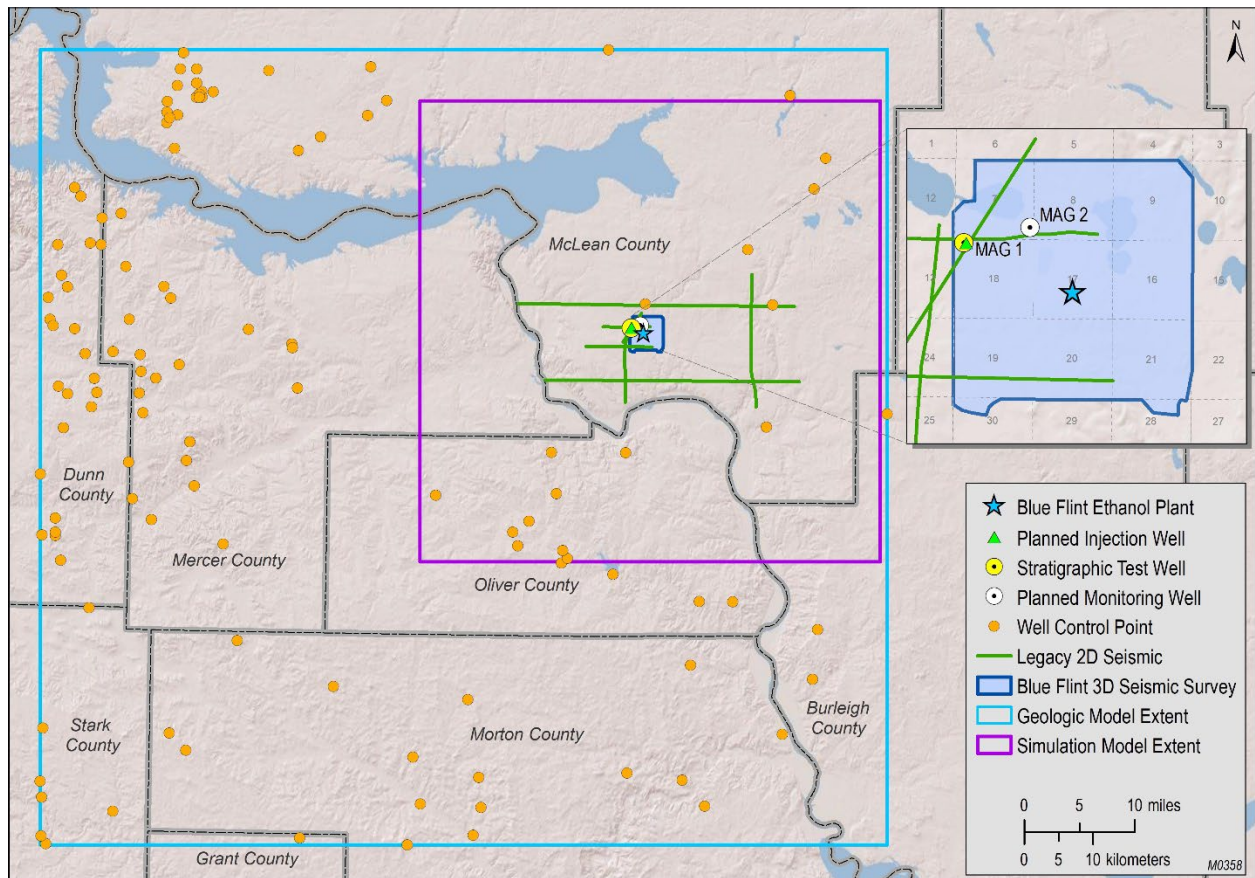 N
McLean County
Dunn
County
Mercer County
Oliver County
Stark
County
Morton County
Burleigh
County
Grant County
1
6
5
3
12
7
8
9
10
MAG 2
MAG 1
18
17
16
15
24
19
20
21
22
25
30
29
28
27
Blue Flint Ethanol Plant
Planned Injection Well
Stratigraphic Test Well
Planned Monitoring Well
Well Control Point
Legacy 2D Seismic
Blue Flint 3D Seismic Survey
Geologic Model Extent
Simulation Model Extent
0 5 10 miles
0 5 10 kilometers
M0358